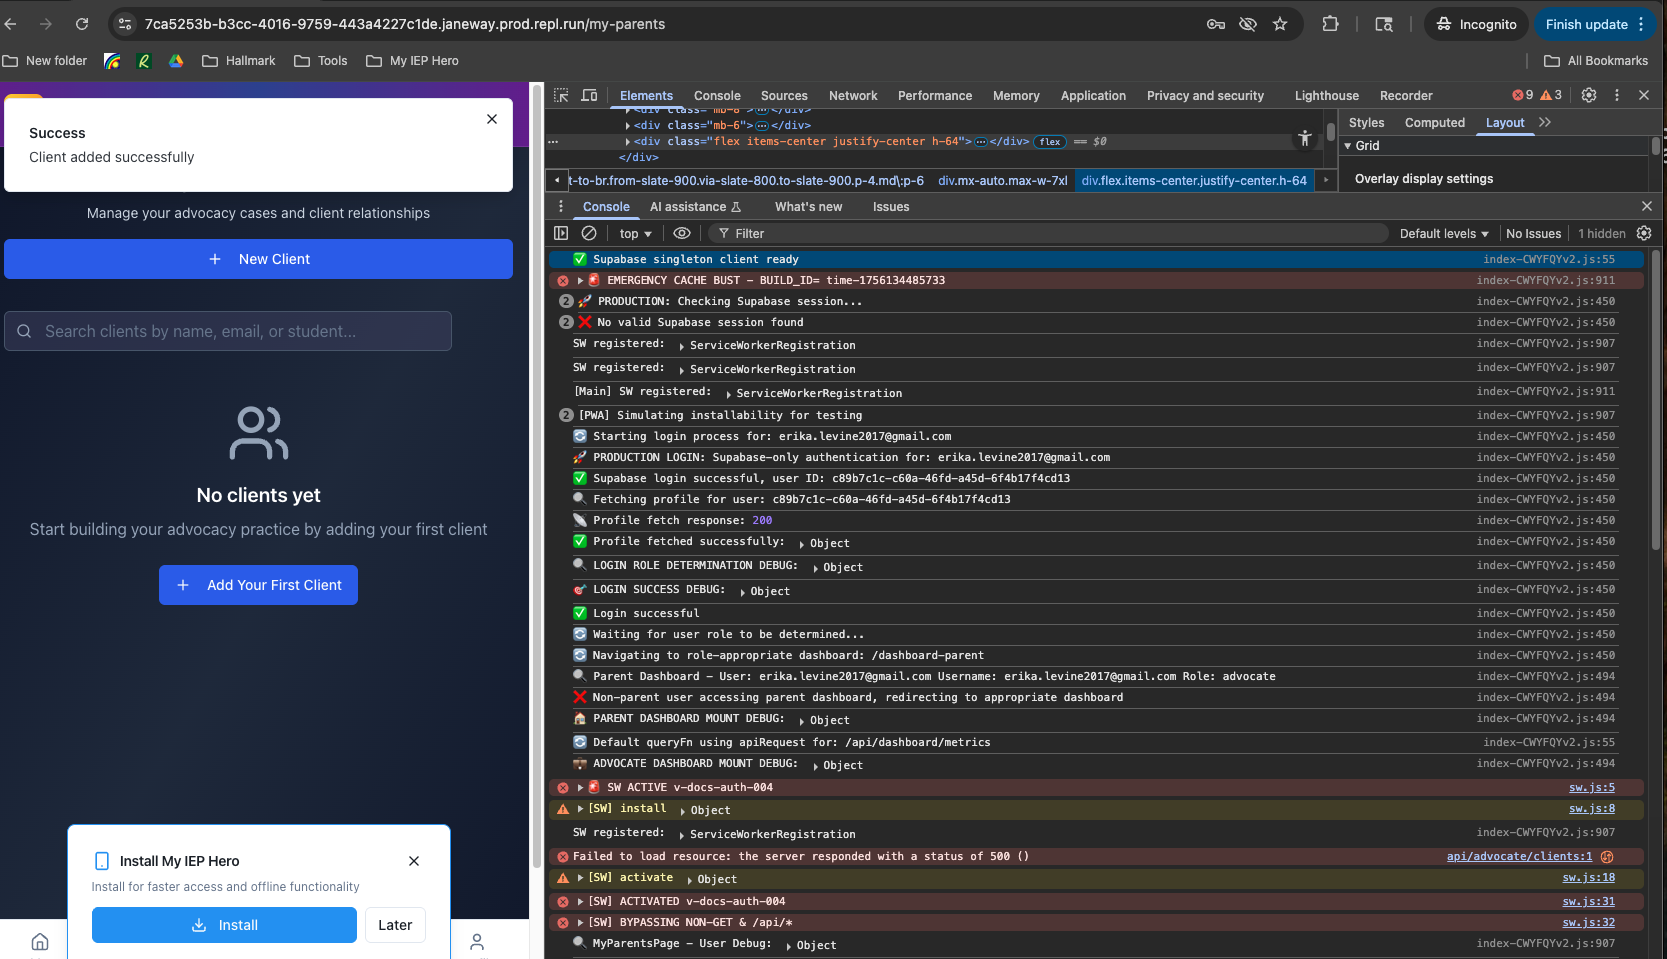 7ca5253b-b3cc-4016-9759-443a4227c1de.janeway.prod.repl.run/my-parents
Incognito
Finish update
New folder
Hallmark
Tools
My IEP Hero
All Bookmarks
Success
Client added successfully
Manage your advocacy cases and client relationships
+ New Client
Search clients by name, email, or student...
No clients yet
Start building your advocacy practice by adding your first client
+ Add Your First Client
Install My IEP Hero
Install for faster access and offline functionality
Install
Later
Elements Console Sources Network Performance Memory Application Privacy and security Lighthouse Recorder 9 3
<div class="mb-8"> … </div>
<div class="mb-6"> … </div>
… <div class="flex items-center justify-center h-64"> … </div> flex == $0
</div>
t-to-br.from-slate-900.via-slate-800.to-slate-900.p-4.md\:p-6 div.mx-auto.max-w-7xl div.flex.items-center.justify-center.h-64
Styles Computed Layout
Grid
Overlay display settings
Console AI assistance What's new Issues
top Filter Default levels No Issues 1 hidden
✅ Supabase singleton client ready index-CWYFQYv2.js:55
🚨 EMERGENCY CACHE BUST - BUILD_ID= time-1756134485733 index-CWYFQYv2.js:911
2 🚀 PRODUCTION: Checking Supabase session... index-CWYFQYv2.js:450
2 ❌ No valid Supabase session found index-CWYFQYv2.js:450
SW registered: ServiceWorkerRegistration index-CWYFQYv2.js:907
SW registered: ServiceWorkerRegistration index-CWYFQYv2.js:907
[Main] SW registered: ServiceWorkerRegistration index-CWYFQYv2.js:911
2 [PWA] Simulating installability for testing index-CWYFQYv2.js:907
🔄 Starting login process for: erika.levine2017@gmail.com index-CWYFQYv2.js:450
🚀 PRODUCTION LOGIN: Supabase-only authentication for: erika.levine2017@gmail.com index-CWYFQYv2.js:450
✅ Supabase login successful, user ID: c89b7c1c-c60a-46fd-a45d-6f4b17f4cd13 index-CWYFQYv2.js:450
🔍 Fetching profile for user: c89b7c1c-c60a-46fd-a45d-6f4b17f4cd13 index-CWYFQYv2.js:450
📡 Profile fetch response: 200 index-CWYFQYv2.js:450
✅ Profile fetched successfully: Object index-CWYFQYv2.js:450
🔍 LOGIN ROLE DETERMINATION DEBUG: Object index-CWYFQYv2.js:450
🎯 LOGIN SUCCESS DEBUG: Object index-CWYFQYv2.js:450
✅ Login successful index-CWYFQYv2.js:450
🔄 Waiting for user role to be determined... index-CWYFQYv2.js:450
🔄 Navigating to role-appropriate dashboard: /dashboard-parent index-CWYFQYv2.js:450
🔍 Parent Dashboard - User: erika.levine2017@gmail.com Username: erika.levine2017@gmail.com Role: advocate index-CWYFQYv2.js:494
❌ Non-parent user accessing parent dashboard, redirecting to appropriate dashboard index-CWYFQYv2.js:494
🏠 PARENT DASHBOARD MOUNT DEBUG: Object index-CWYFQYv2.js:494
🔄 Default queryFn using apiRequest for: /api/dashboard/metrics index-CWYFQYv2.js:55
💼 ADVOCATE DASHBOARD MOUNT DEBUG: Object index-CWYFQYv2.js:494
🚨 SW ACTIVE v-docs-auth-004 sw.js:5
[SW] install Object sw.js:8
SW registered: ServiceWorkerRegistration index-CWYFQYv2.js:907
Failed to load resource: the server responded with a status of 500 () api/advocate/clients:1
[SW] activate Object sw.js:18
[SW] ACTIVATED v-docs-auth-004 sw.js:31
[SW] BYPASSING NON-GET & /api/* sw.js:32
🔍 MyParentsPage - User Debug: Object index-CWYFQYv2.js:907